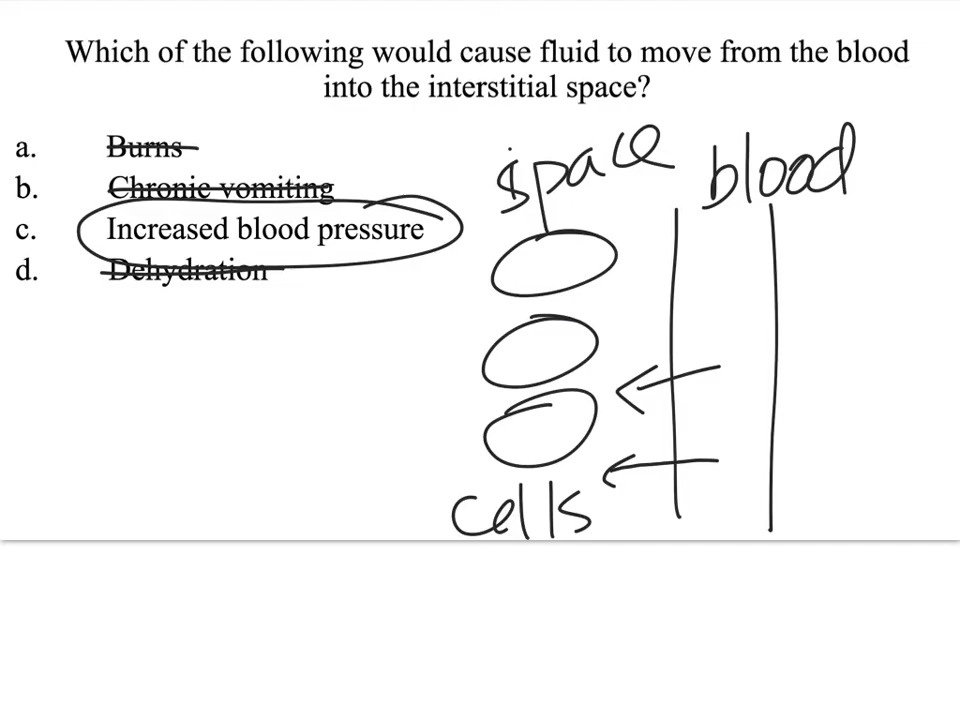 Which of the following would cause fluid to move from the blood
into the interstitial space?
a. Burns
b. Chronic vomiting
c. Increased blood pressure
d. Dehydration
space blood
cells